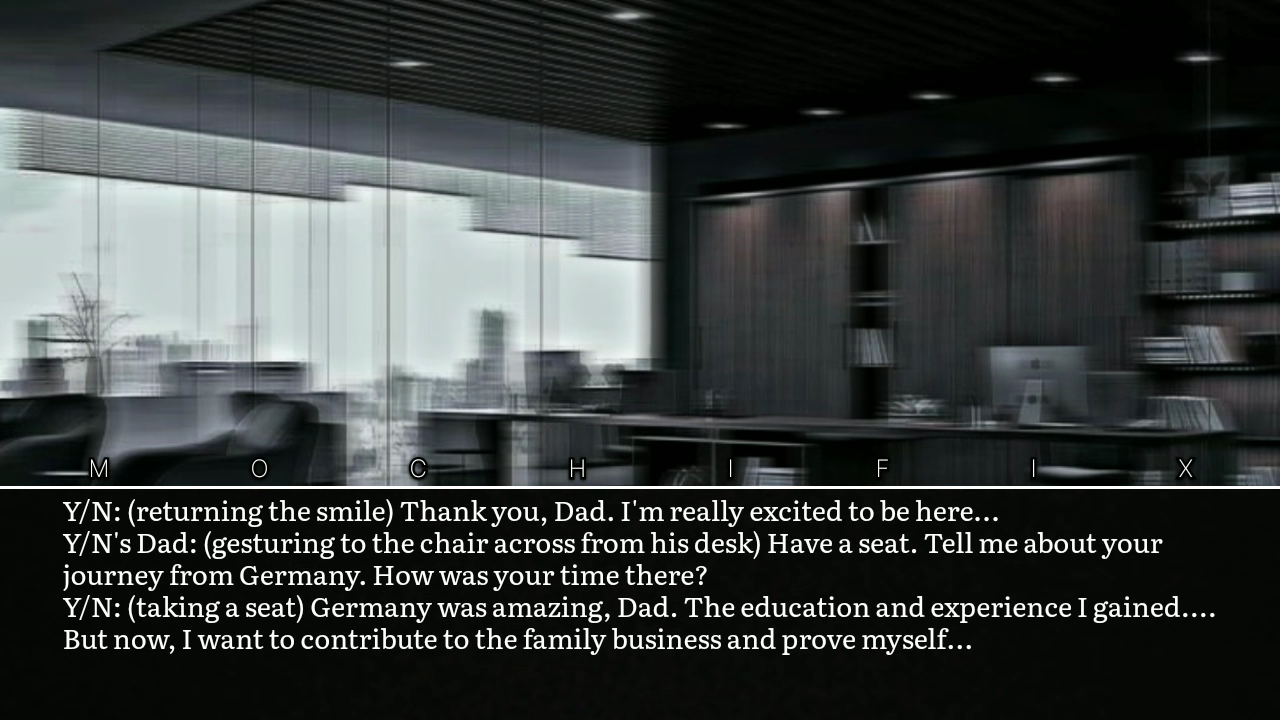 M O C H I F I X
Y/N: (returning the smile) Thank you, Dad. I'm really excited to be here...
Y/N's Dad: (gesturing to the chair across from his desk) Have a seat. Tell me about your
journey from Germany. How was your time there?
Y/N: (taking a seat) Germany was amazing, Dad. The education and experience I gained....
But now, I want to contribute to the family business and prove myself...